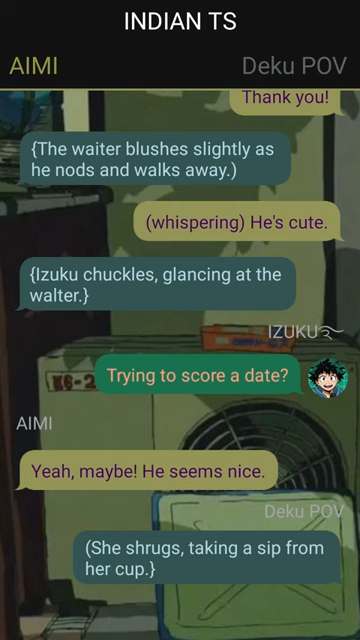 INDIAN TS
AIMI
Deku POV
Thank you!
{The waiter blushes slightly as
he nods and walks away.)
(whispering) He's cute.
{Izuku chuckles, glancing at the
walter.}
IZUKU࿐
Trying to score a date?
K6-2
AIMI
Yeah, maybe! He seems nice.
Deku POV
(She shrugs, taking a sip from
her cup.}